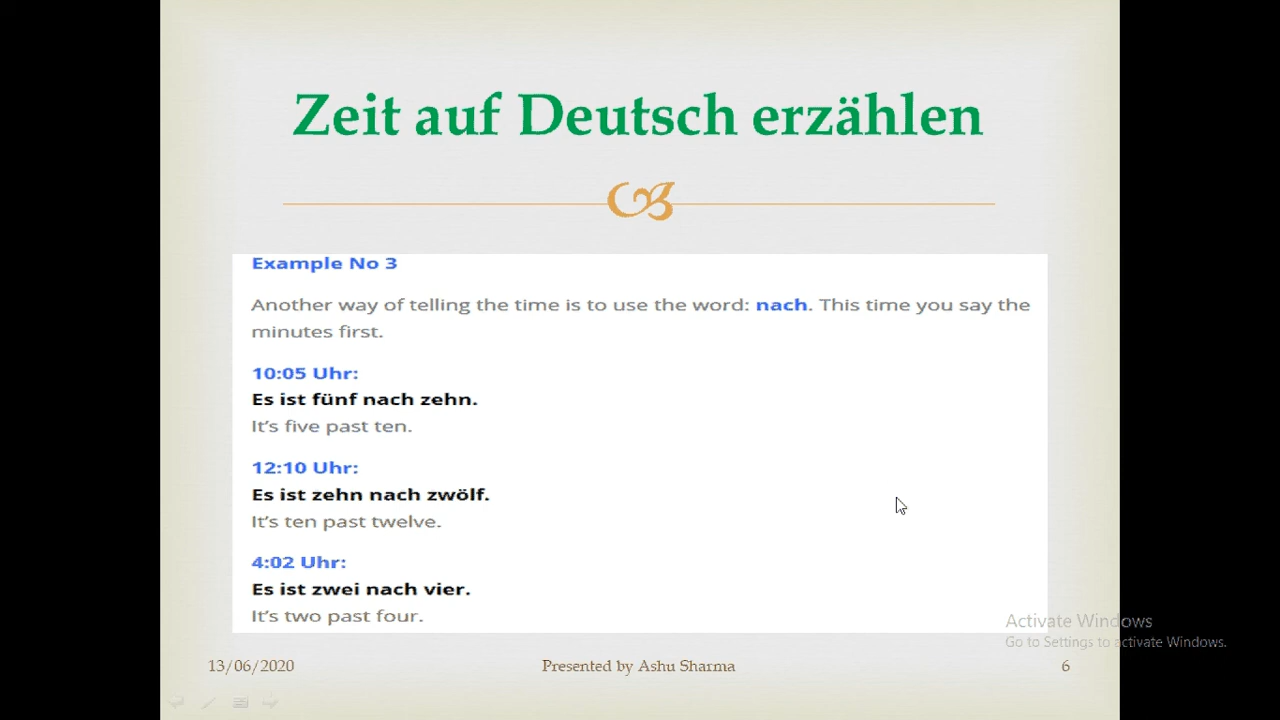 Zeit auf Deutsch erzählen
Example No 3
Another way of telling the time is to use the word: nach. This time you say the
minutes first.
10:05 Uhr:
Es ist fünf nach zehn.
It's five past ten.
12:10 Uhr:
Es ist zehn nach zwölf.
It's ten past twelve.
4:02 Uhr:
Es ist zwei nach vier.
It's two past four.
Activate Windows
Go to Settings to activate Windows.
13/06/2020 Presented by Ashu Sharma 6